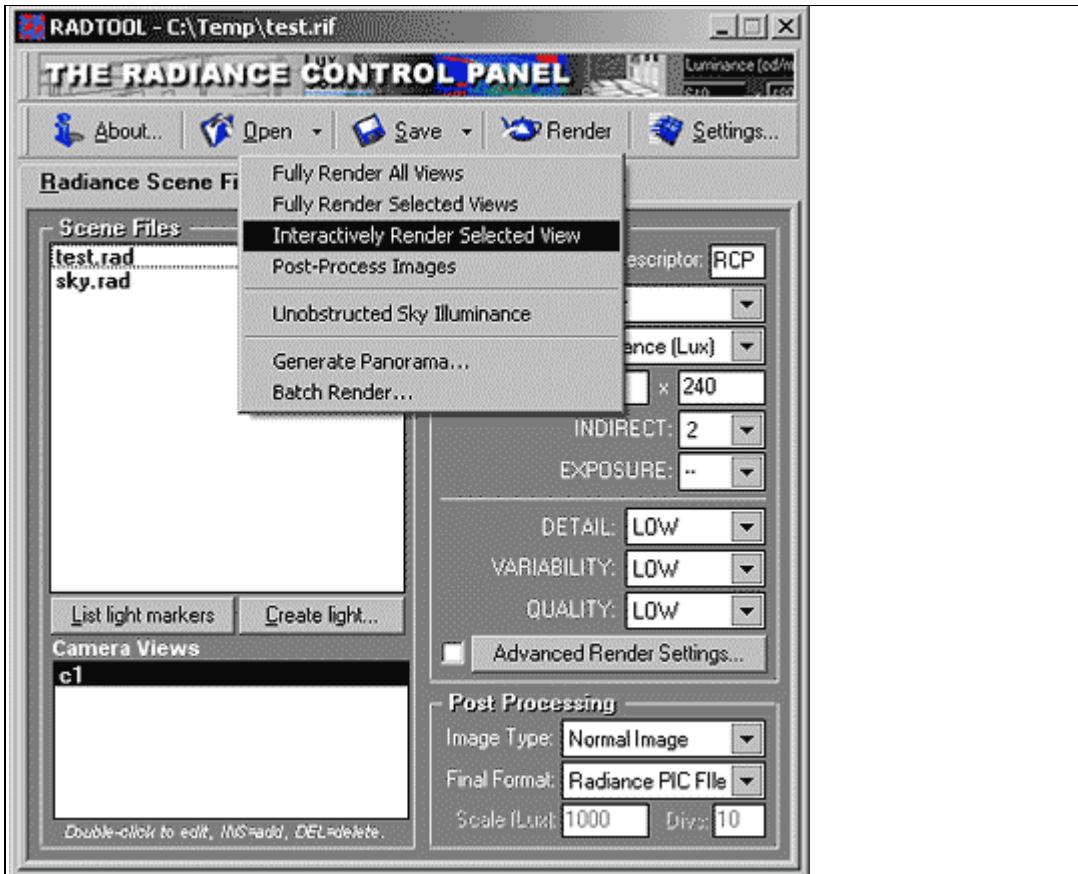 RADTOOL - C:\Temp\test.rif
THE RADIANCE CONTROL PANEL
Luminance (cd/m
About... Open Save Render Settings...
Radiance Scene Fi
Fully Render All Views
Fully Render Selected Views
Interactively Render Selected View
Post-Process Images
Unobstructed Sky Illuminance
Generate Panorama...
Batch Render...
Scene Files
test.rad
sky.rad
escriptor: RCP
ance (Lux)
x 240
INDIRECT: 2
EXPOSURE: --
DETAIL: LOW
VARIABILITY: LOW
QUALITY: LOW
List light markers Create light...
Advanced Render Settings...
Camera Views
c1
Double-click to edit, INS=add, DEL=delete.
Post Processing
Image Type: Normal Image
Final Format: Radiance PIC FIle
Scale (Lux): 1000 Divs: 10